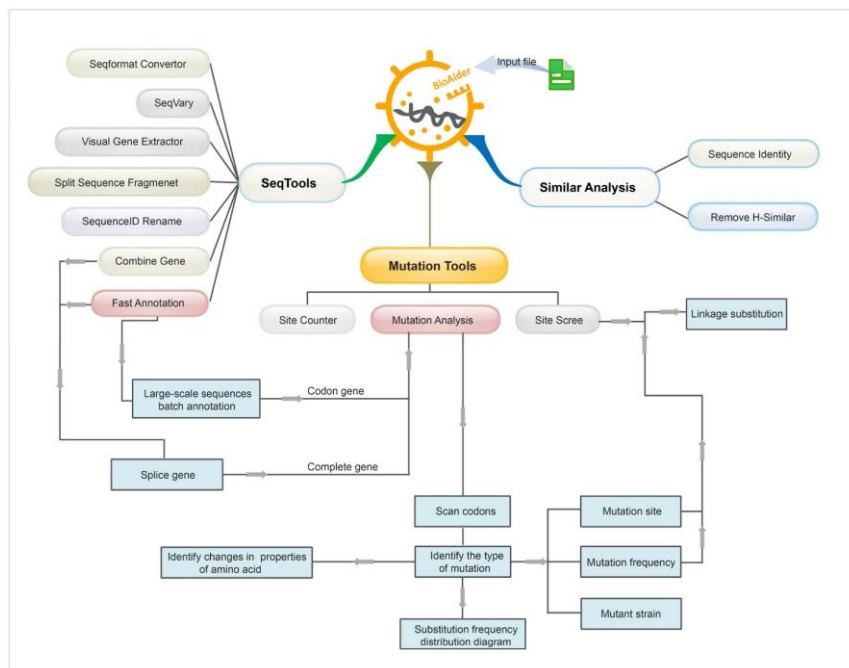 Seqformat Convertor
SeqVary
Visual Gene Extractor
Split Sequence Fragmenet
SequenceID Rename
Combine Gene
Fast Annotation
SeqTools
BioAider
Input file
Similar Analysis
Sequence Identity
Remove H-Similar
Mutation Tools
Site Counter
Mutation Analysis
Site Scree
Linkage substitution
Large-scale sequences
batch annotation
Codon gene
Splice gene
Complete gene
Scan codons
Identify changes in properties
of amino acid
Identify the type
of mutation
Mutation site
Mutation frequency
Mutant strain
Substitution frequency
distribution diagram